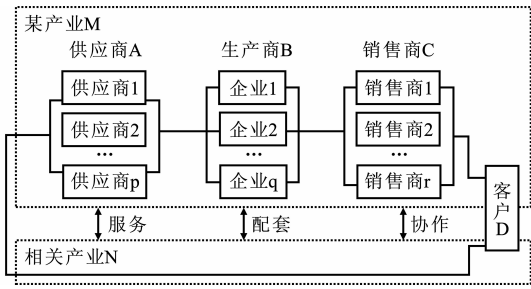 某产业M
供应商A 生产商B 销售商C
供应商1 企业1 销售商1
供应商2 企业2 销售商2
... ... ...
供应商p 企业q 销售商r
客户D
服务 配套 协作
相关产业N